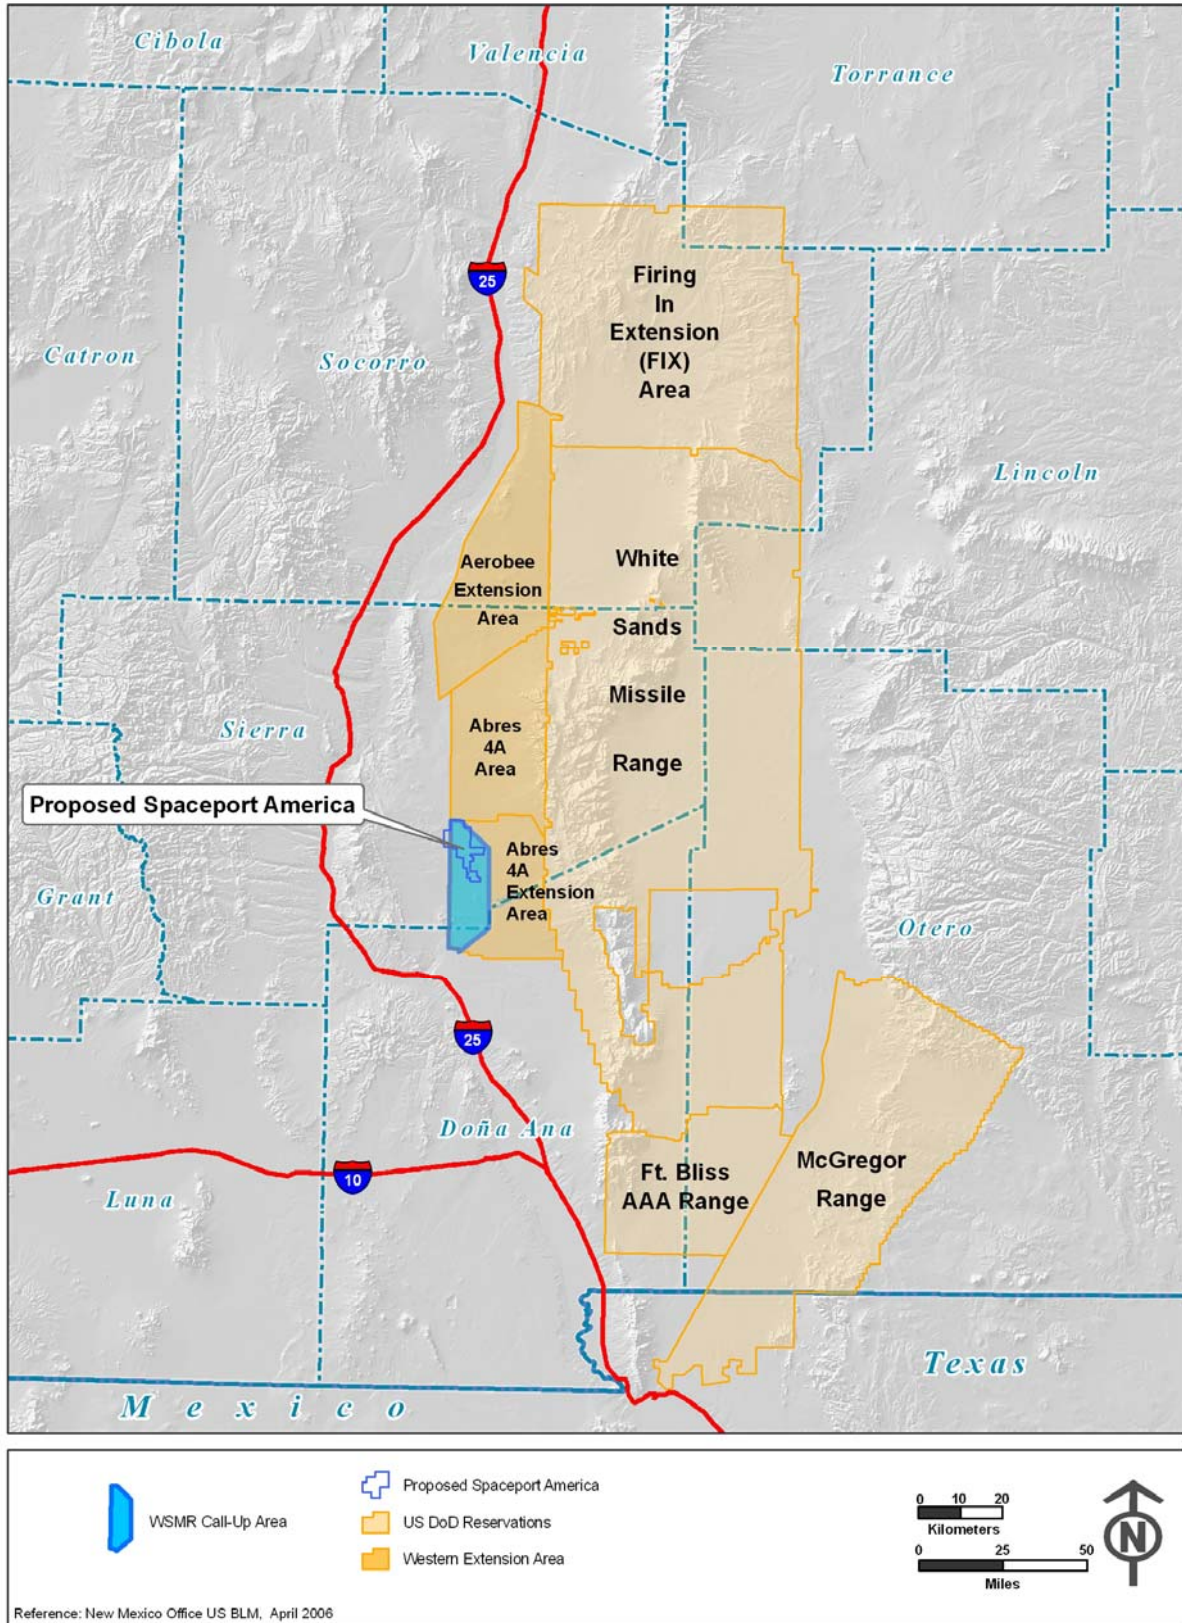 Cibola
Valencia
Torrance
25
Firing
In
Extension
(FIX)
Area
Catron
Socorro
Lincoln
Aerobee
Extension
Area
White
Sands
Missile
Range
Sierra
Abres
4A
Area
Proposed Spaceport America
Abres
4A
Extension
Area
Grant
Otero
25
Doña Ana
10
Luna
Ft. Bliss
AAA Range
McGregor
Range
Texas
Mexico
WSMR Call-Up Area
Proposed Spaceport America
US DoD Reservations
Western Extension Area
0 10 20
Kilometers
0 25 50
Miles
N
Reference: New Mexico Office US BLM, April 2006